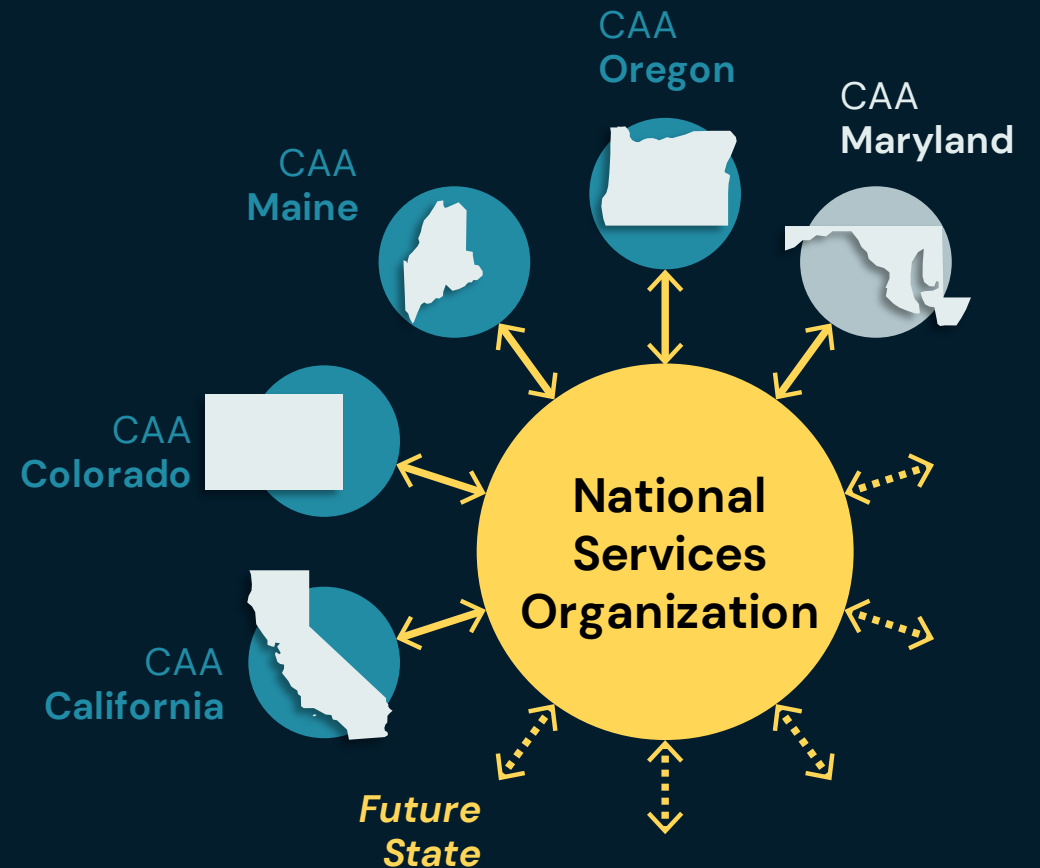 CAA
Oregon
CAA
Maryland
CAA
Maine
CAA
Colorado
National
Services
Organization
CAA
California
Future
State